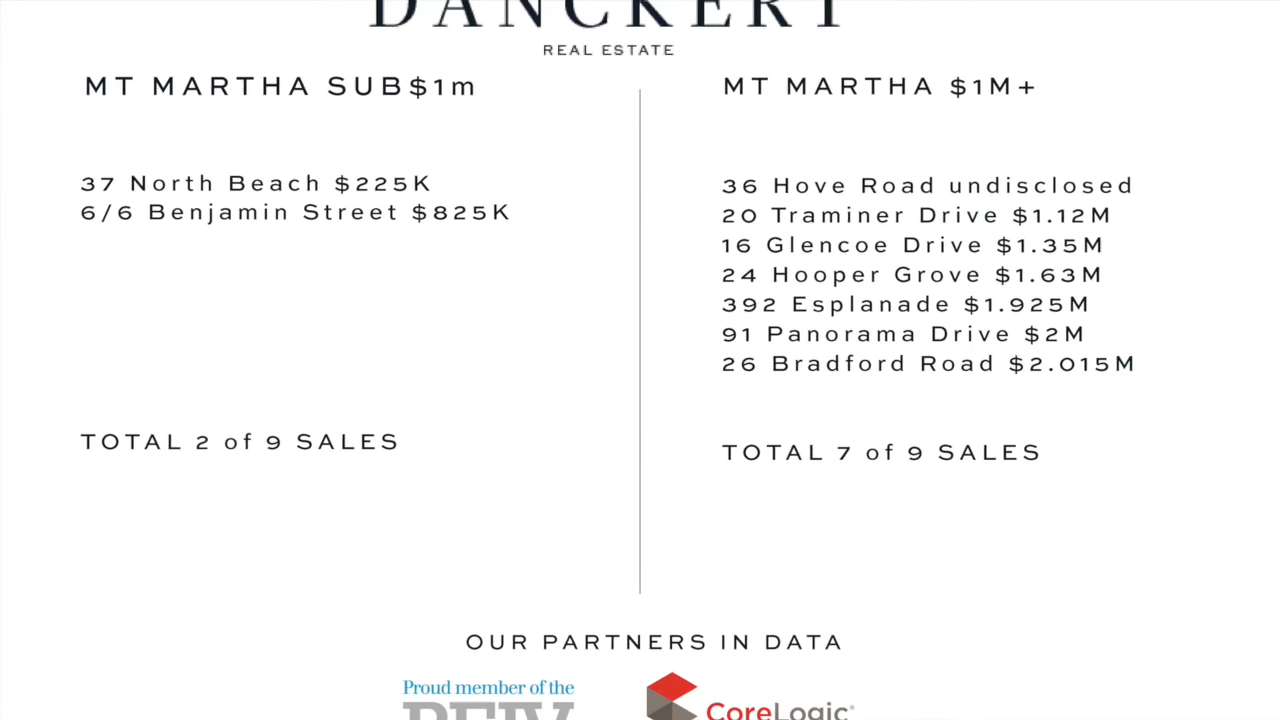 DANCKERT
REAL ESTATE
MT MARTHA SUB$1m
37 North Beach $225K
6/6 Benjamin Street $825K
TOTAL 2 of 9 SALES
MT MARTHA $1M+
36 Hove Road undisclosed
20 Traminer Drive $1.12M
16 Glencoe Drive $1.35M
24 Hooper Grove $1.63M
392 Esplanade $1.925M
91 Panorama Drive $2M
26 Bradford Road $2.015M
TOTAL 7 of 9 SALES
OUR PARTNERS IN DATA
Proud member of the
REIV
CoreLogic®